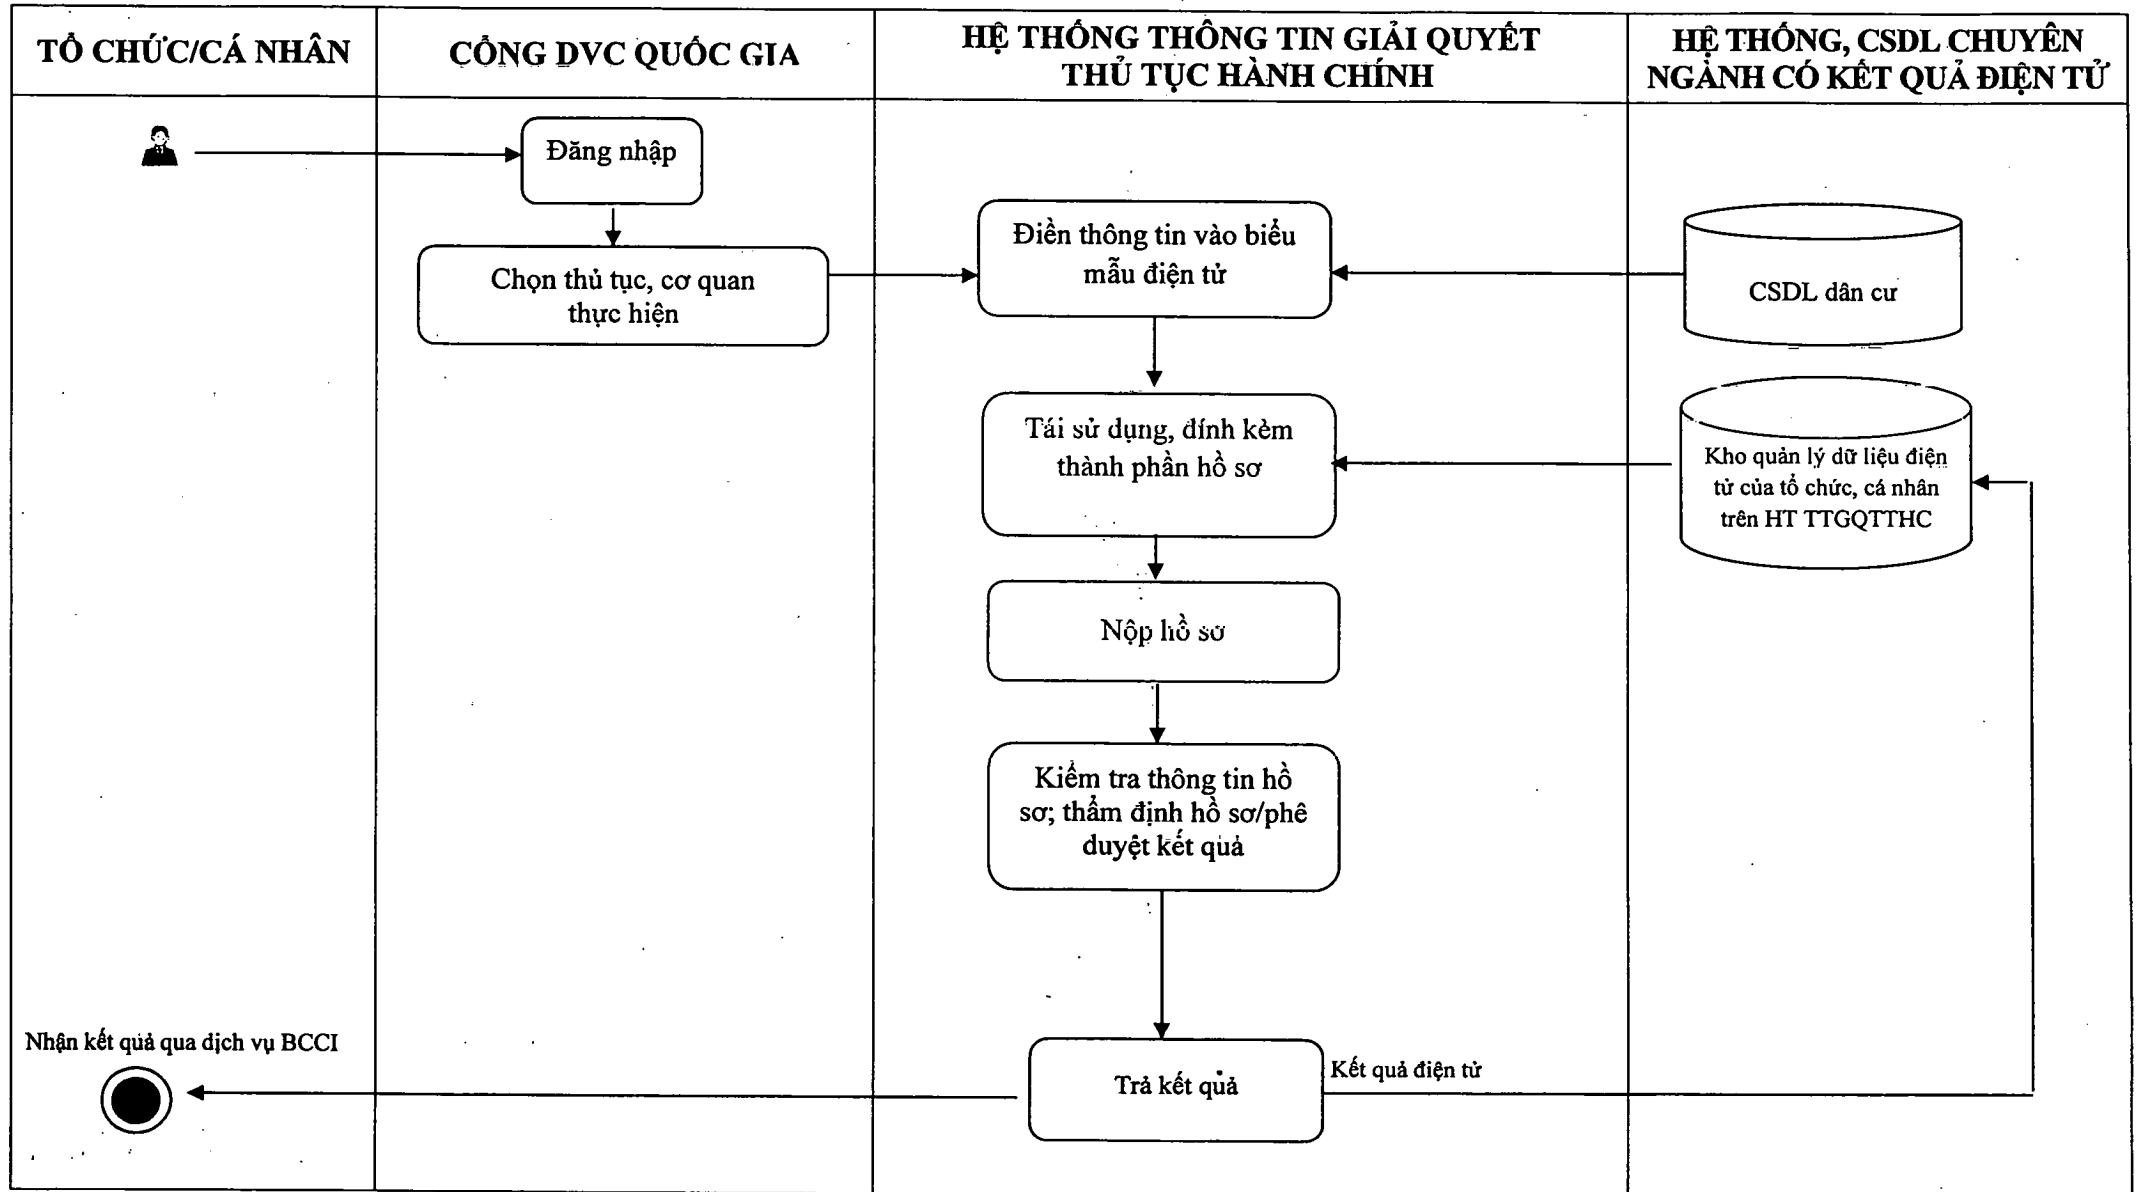 TỔ CHỨC/CÁ NHÂN
CỔNG DVC QUỐC GIA
HỆ THỐNG THÔNG TIN GIẢI QUYẾT
THỦ TỤC HÀNH CHÍNH
HỆ THỐNG, CSDL CHUYÊN
NGÀNH CÓ KẾT QUẢ ĐIỆN TỬ
Đăng nhập
Chọn thủ tục, cơ quan
thực hiện
Điền thông tin vào biểu
mẫu điện tử
CSDL dân cư
Tái sử dụng, đính kèm
thành phần hồ sơ
Kho quản lý dữ liệu điện
tử của tổ chức, cá nhân
trên HT TTGQTTHC
Nộp hồ sơ
Kiểm tra thông tin hồ
sơ; thẩm định hồ sơ/phê
duyệt kết quả
Nhận kết quả qua dịch vụ BCCI
Trả kết quả
Kết quả điện tử